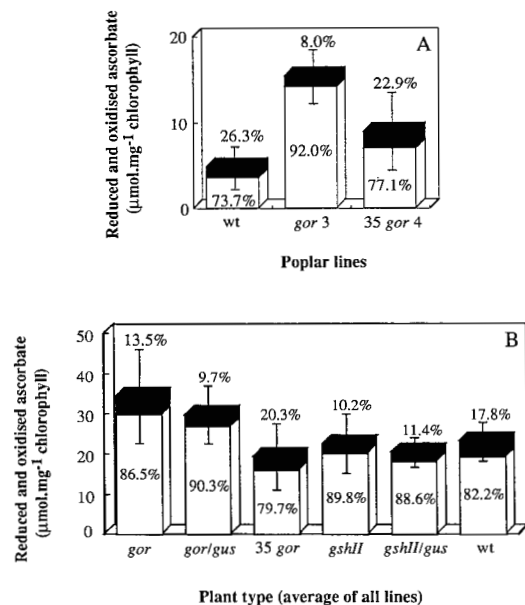 A
Reduced and oxidised ascorbate
(µmol.mg⁻¹ chlorophyll)
20
10
0
26.3%
73.7%
8.0%
92.0%
22.9%
77.1%
wt
gor 3
35 gor 4
Poplar lines
B
Reduced and oxidised ascorbate
(µmol.mg⁻¹ chlorophyll)
50
40
30
20
10
0
13.5%
86.5%
9.7%
90.3%
20.3%
79.7%
10.2%
89.8%
11.4%
88.6%
17.8%
82.2%
gor
gor/gus
35 gor
gshII
gshII/gus
wt
Plant type (average of all lines)